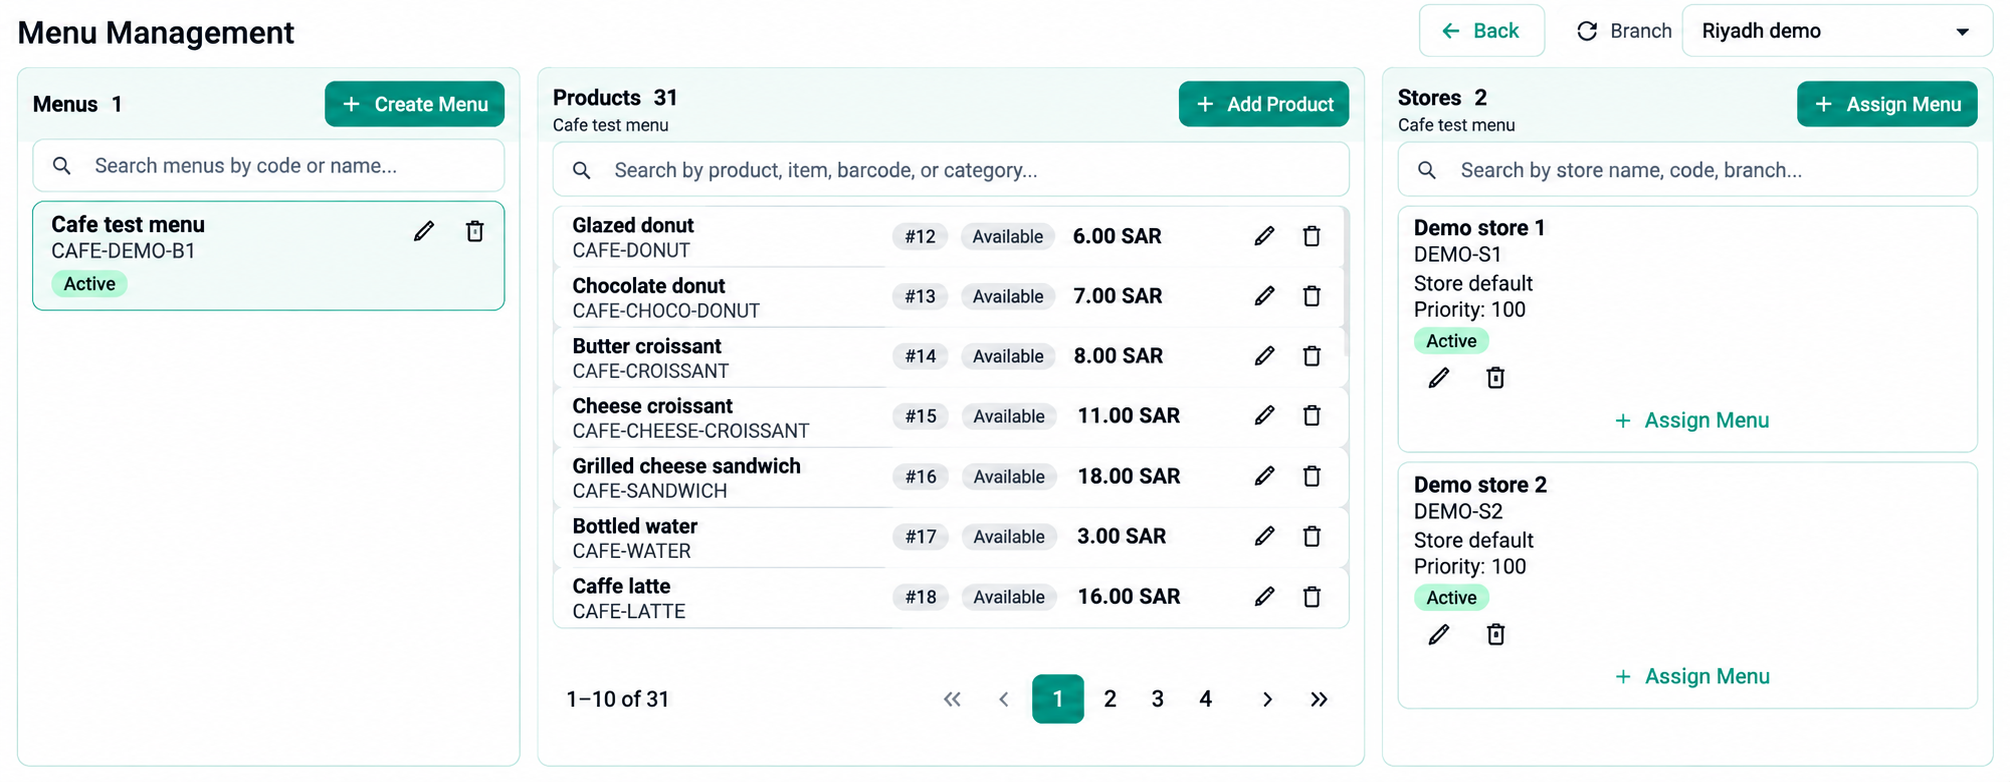 Menu Management
Back
Branch
Riyadh demo
Menus 1
Create Menu
Search menus by code or name...
Cafe test menu
CAFE-DEMO-B1
Active
Products 31
Cafe test menu
Add Product
Search by product, item, barcode, or category...
Glazed donut
CAFE-DONUT
#12 Available 6.00 SAR
Chocolate donut
CAFE-CHOCO-DONUT
#13 Available 7.00 SAR
Butter croissant
CAFE-CROISSANT
#14 Available 8.00 SAR
Cheese croissant
CAFE-CHEESE-CROISSANT
#15 Available 11.00 SAR
Grilled cheese sandwich
CAFE-SANDWICH
#16 Available 18.00 SAR
Bottled water
CAFE-WATER
#17 Available 3.00 SAR
Caffe latte
CAFE-LATTE
#18 Available 16.00 SAR
1–10 of 31
« ‹ 1 2 3 4 › »
Stores 2
Cafe test menu
+ Assign Menu
Search by store name, code, branch...
Demo store 1
DEMO-S1
Store default
Priority: 100
Active
+ Assign Menu
Demo store 2
DEMO-S2
Store default
Priority: 100
Active
+ Assign Menu